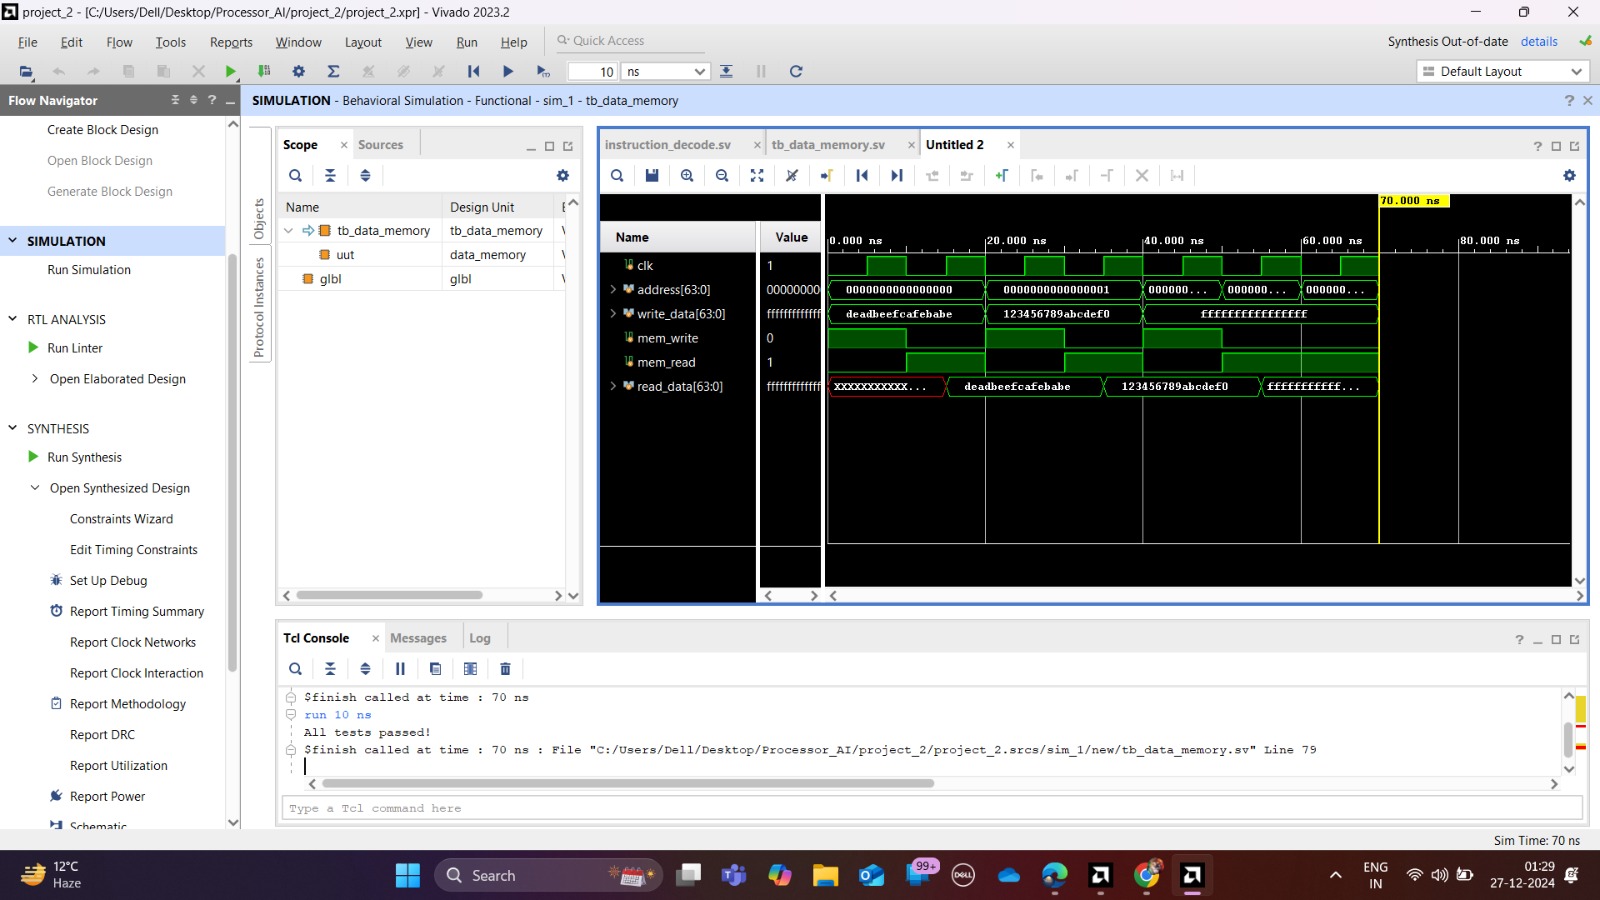 project_2 - [C:/Users/Dell/Desktop/Processor_AI/project_2/project_2.xpr] - Vivado 2023.2
File Edit Flow Tools Reports Window Layout View Run Help Quick Access
Synthesis Out-of-date details
10 ns
Default Layout
Flow Navigator
SIMULATION - Behavioral Simulation - Functional - sim_1 - tb_data_memory
Create Block Design
Open Block Design
Generate Block Design
SIMULATION
Run Simulation
RTL ANALYSIS
Run Linter
Open Elaborated Design
SYNTHESIS
Run Synthesis
Open Synthesized Design
Constraints Wizard
Edit Timing Constraints
Set Up Debug
Report Timing Summary
Report Clock Networks
Report Clock Interaction
Report Methodology
Report DRC
Report Utilization
Report Power
Schematic
Objects
Protocol Instances
Scope Sources
Name Design Unit
tb_data_memory tb_data_memory
uut data_memory
glbl glbl
instruction_decode.sv tb_data_memory.sv Untitled 2
70.000 ns
Name Value
0.000 ns 20.000 ns 40.000 ns 60.000 ns 80.000 ns
clk 1
address[63:0] 00000000 0000000000000000 0000000000000001 000000... 000000... 000000...
write_data[63:0] ffffffffffff deadbeefcafebabe 123456789abcdef0 ffffffffffffffff
mem_write 0
mem_read 1
read_data[63:0] ffffffffffff XXXXXXXXXXX... deadbeefcafebabe 123456789abcdef0 fffffffffff...
Tcl Console Messages Log
$finish called at time : 70 ns
run 10 ns
All tests passed!
$finish called at time : 70 ns : File "C:/Users/Dell/Desktop/Processor_AI/project_2/project_2.srcs/sim_1/new/tb_data_memory.sv" Line 79
Type a Tcl command here
Sim Time: 70 ns
12°C
Haze
Search
99+
DELL
ENG
IN
01:29
27-12-2024